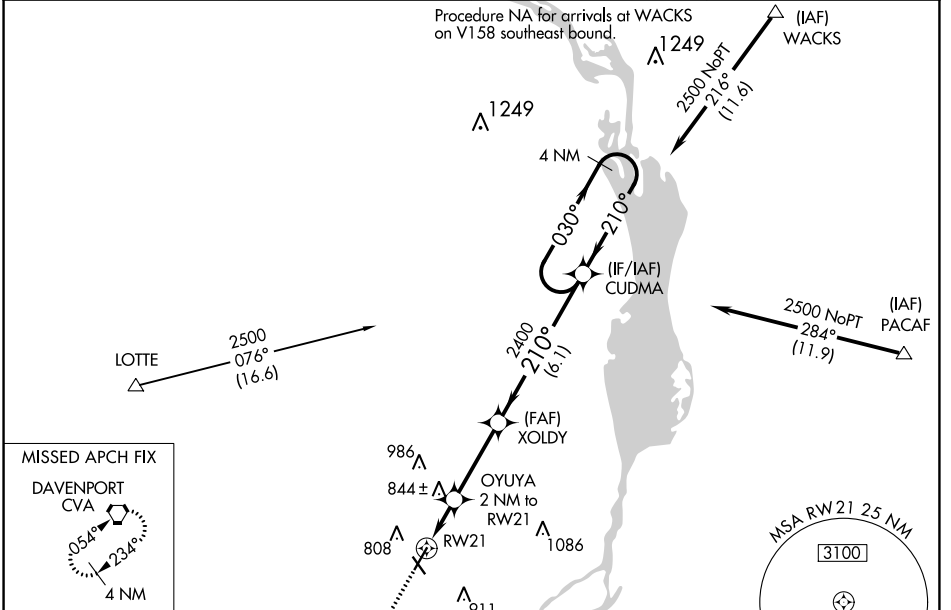 Procedure NA for arrivals at WACKS
on V158 southeast bound.
(IAF)
WACKS
1249
2500 NoPT
216°
(11.6)
1249
4 NM
030°
210°
(IF/IAF)
CUDMA
2500 NoPT
284°
(11.9)
(IAF)
PACAF
2500
076°
(16.6)
LOTTE
2400
210°
(6.1)
(FAF)
XOLDY
986
844 ±
OYUYA
2 NM to
RW21
808
RW21
1086
911
MISSED APCH FIX
DAVENPORT
CVA
054°
234°
4 NM
MSA RW21 25 NM
3100